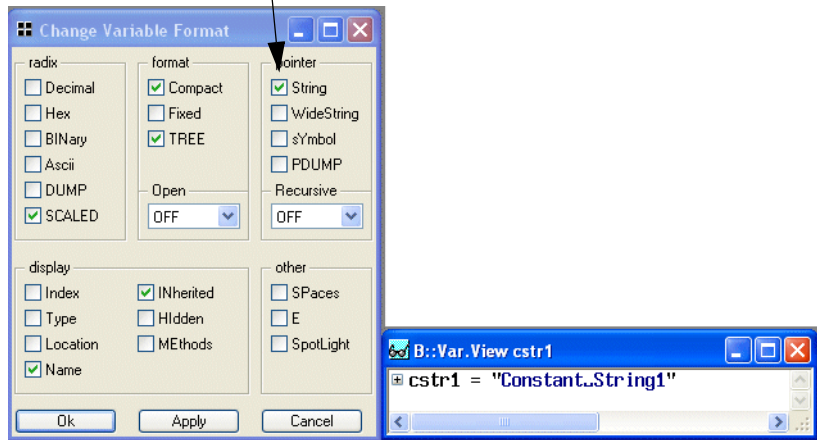 Change Variable Format
radix
Decimal
Hex
BINary
Ascii
DUMP
SCALED
format
Compact
Fixed
TREE
Open
OFF
pointer
String
WideString
sYmbol
PDUMP
Recursive
OFF
display
Index
Type
Location
Name
INherited
HIdden
MEthods
other
SPaces
E
SpotLight
Ok
Apply
Cancel
B::Var.View cstr1
cstr1 = "Constant␣String1"